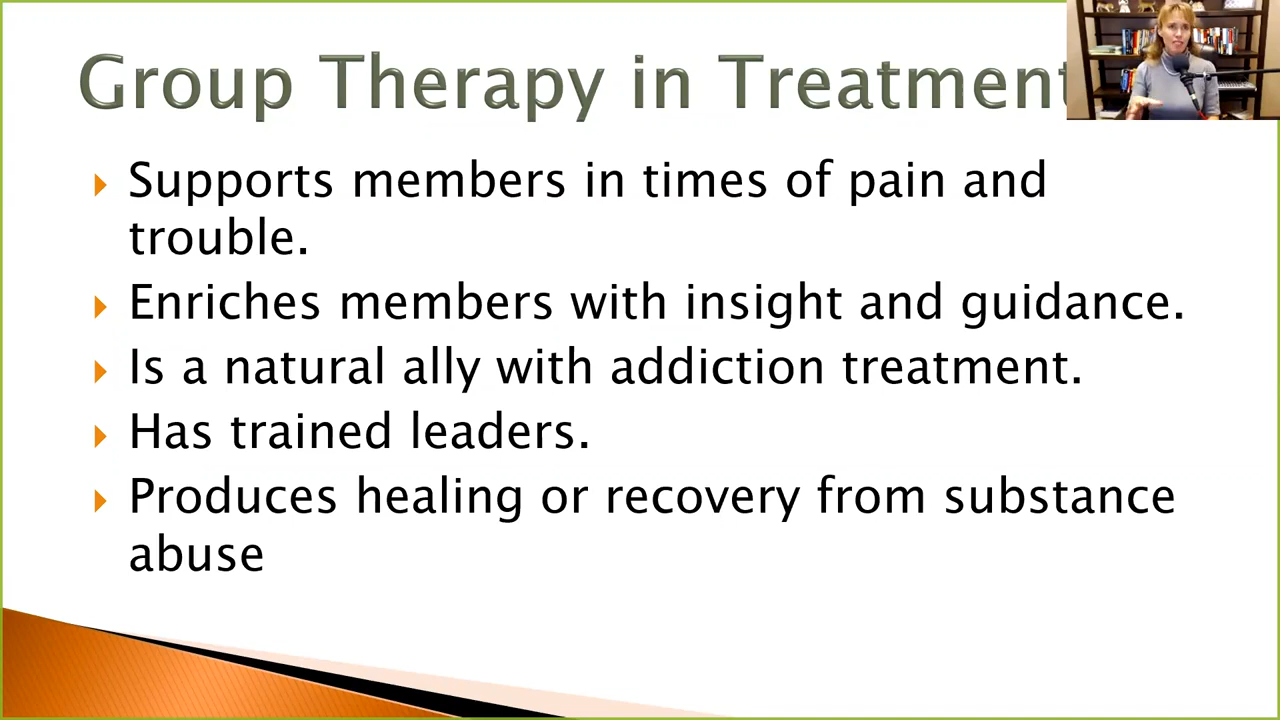 Group Therapy in Treatment
Supports members in times of pain and
trouble.
Enriches members with insight and guidance.
Is a natural ally with addiction treatment.
Has trained leaders.
Produces healing or recovery from substance
abuse